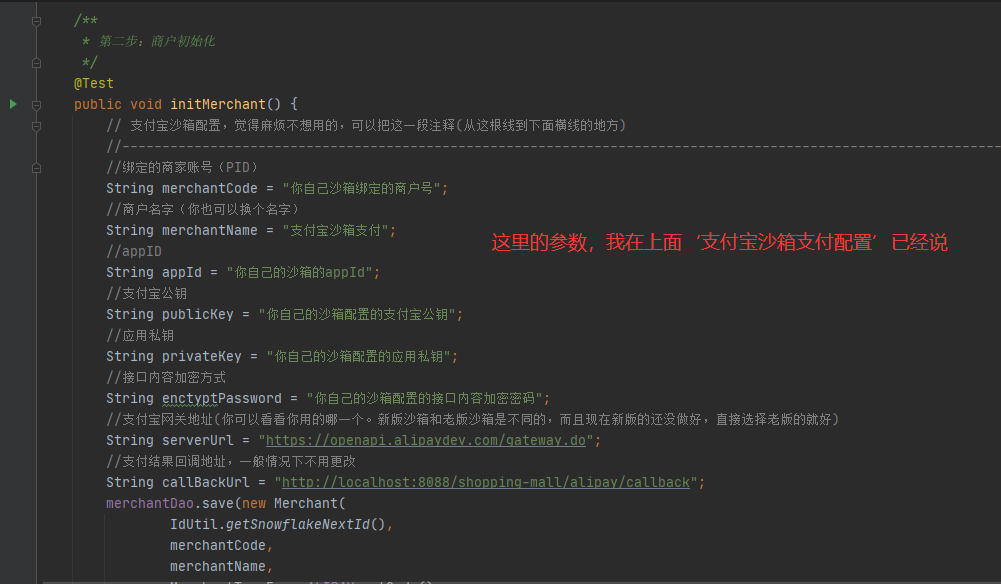 /**
* 第二步：商户初始化
*/
@Test
public void initMerchant() {
// 支付宝沙箱配置，觉得麻烦不想用的，可以把这一段注释(从这根线到下面横线的地方)
//--------------------------------------------------------------------------------------------------------------
//绑定的商家账号（PID）
String merchantCode = "你自己沙箱绑定的商户号";
//商户名字（你也可以换个名字）
String merchantName = "支付宝沙箱支付";
这里的参数，我在上面‘支付宝沙箱支付配置’已经说
//appID
String appId = "你自己的沙箱的appId";
//支付宝公钥
String publicKey = "你自己的沙箱配置的支付宝公钥";
//应用私钥
String privateKey = "你自己的沙箱配置的应用私钥";
//接口内容加密方式
String enctyptPassword = "你自己的沙箱配置的接口内容加密密码";
//支付宝网关地址(你可以看看你用的哪一个。新版沙箱和老版沙箱是不同的，而且现在新版的还没做好，直接选择老版的就好)
String serverUrl = "https://openapi.alipaydev.com/gateway.do";
//支付结果回调地址，一般情况下不用更改
String callBackUrl = "http://localhost:8088/shopping-mall/alipay/callback";
merchantDao.save(new Merchant(
IdUtil.getSnowflakeNextId(),
merchantCode,
merchantName,